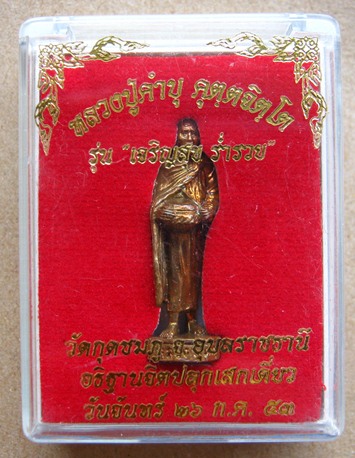 หลวงปู่คำบุ คุตฺตจิตฺโต
รุ่น "เจริญสุข ร่ำรวย"
วัดกุดชมภู จ.อุบลราชธานี
อธิฐานจิตปลุกเสกเดี่ยว
วันจันทร์ ๒๖ ก.ค. ๕๓